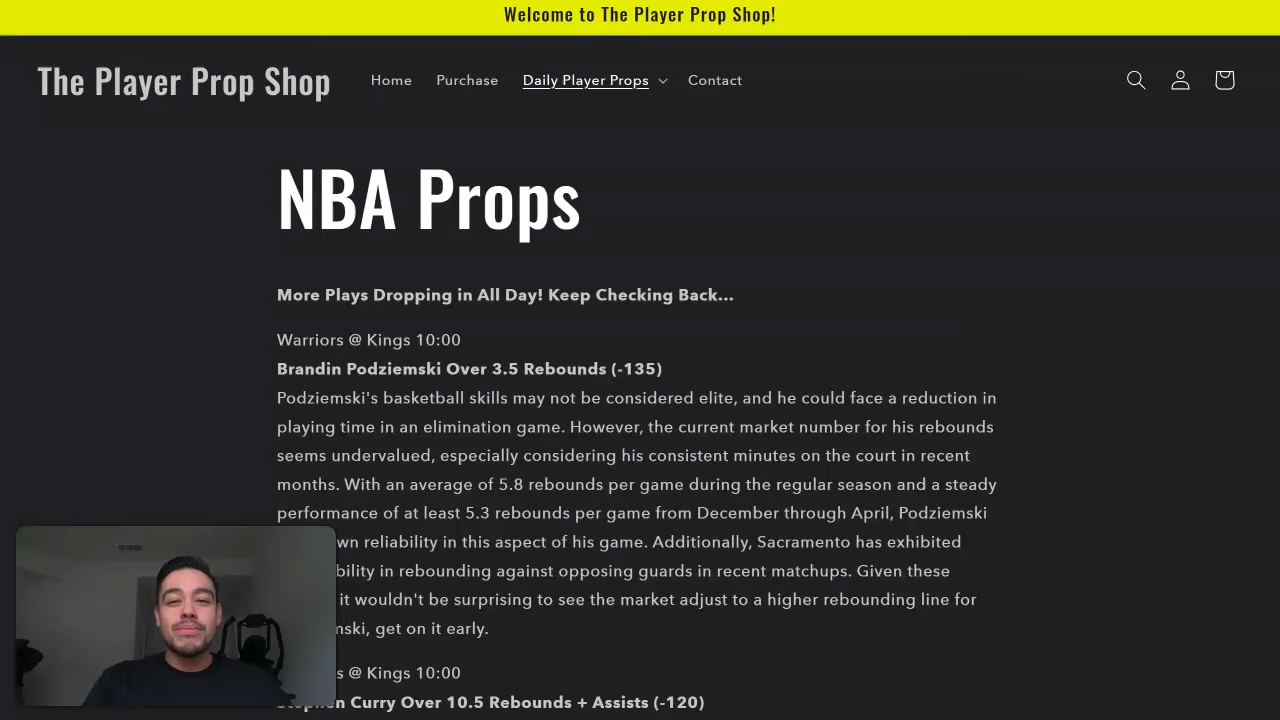 Welcome to The Player Prop Shop!
The Player Prop Shop Home Purchase Daily Player Props Contact
NBA Props
More Plays Dropping in All Day! Keep Checking Back...
Warriors @ Kings 10:00
Brandin Podziemski Over 3.5 Rebounds (-135)
Podziemski's basketball skills may not be considered elite, and he could face a reduction in
playing time in an elimination game. However, the current market number for his rebounds
seems undervalued, especially considering his consistent minutes on the court in recent
months. With an average of 5.8 rebounds per game during the regular season and a steady
performance of at least 5.3 rebounds per game from December through April, Podziemski
wn reliability in this aspect of his game. Additionally, Sacramento has exhibited
bility in rebounding against opposing guards in recent matchups. Given these
it wouldn't be surprising to see the market adjust to a higher rebounding line for
mski, get on it early.
s @ Kings 10:00
Stephen Curry Over 10.5 Rebounds + Assists (-120)